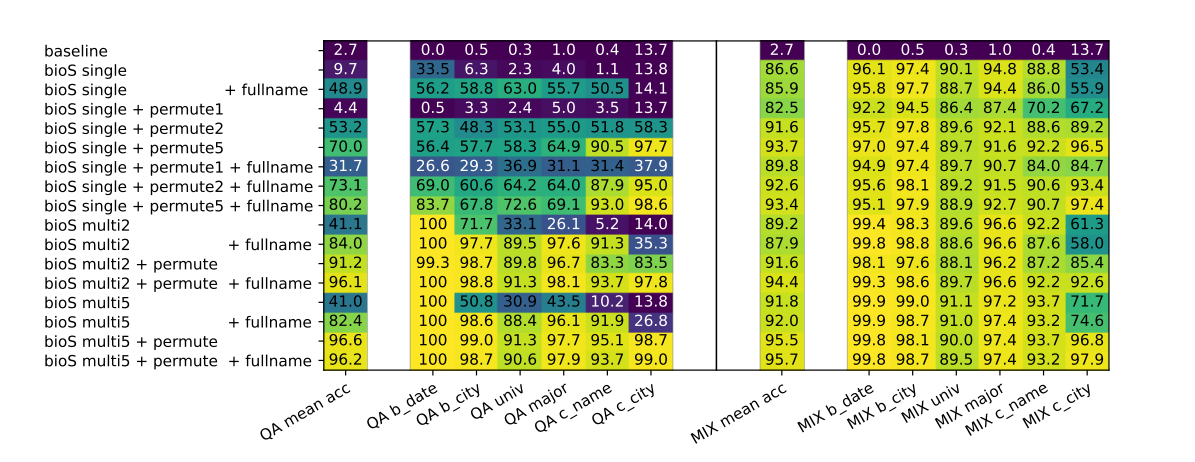 baseline 2.7 0.0 0.5 0.3 1.0 0.4 13.7 2.7 0.0 0.5 0.3 1.0 0.4 13.7
bioS single 9.7 33.5 6.3 2.3 4.0 1.1 13.8 86.6 96.1 97.4 90.1 94.8 88.8 53.4
bioS single + fullname 48.9 56.2 58.8 63.0 55.7 50.5 14.1 85.9 95.8 97.7 88.7 94.4 86.0 55.9
bioS single + permute1 4.4 0.5 3.3 2.4 5.0 3.5 13.7 82.5 92.2 94.5 86.4 87.4 70.2 67.2
bioS single + permute2 53.2 57.3 48.3 53.1 55.0 51.8 58.3 91.6 95.7 97.8 89.6 92.1 88.6 89.2
bioS single + permute5 70.0 56.4 57.7 58.3 64.9 90.5 97.7 93.7 97.0 97.4 89.8 91.6 92.2 96.5
bioS single + permute1 + fullname 31.7 26.6 29.3 36.9 31.1 31.4 37.9 89.8 94.9 97.4 89.7 90.7 84.0 84.7
bioS single + permute2 + fullname 73.1 69.0 60.6 64.2 64.0 87.9 95.0 92.6 95.6 98.1 89.2 91.5 90.6 93.4
bioS single + permute5 + fullname 80.2 83.7 67.8 72.6 69.1 93.0 98.6 93.4 95.1 97.9 88.9 92.7 90.7 97.4
bioS multi2 41.1 100 71.7 33.1 26.1 5.2 14.0 89.2 99.4 98.3 89.6 96.6 92.2 61.3
bioS multi2 + fullname 84.0 100 97.7 89.5 97.6 91.3 35.3 87.9 99.8 98.8 88.6 96.6 87.6 58.0
bioS multi2 + permute 91.2 99.3 98.7 89.8 96.7 83.3 83.5 91.6 98.1 97.6 88.1 96.2 87.2 85.4
bioS multi2 + permute + fullname 96.1 100 98.8 91.3 98.1 93.7 97.8 94.4 99.3 98.6 89.7 96.6 92.2 92.6
bioS multi5 41.0 100 50.8 30.9 43.5 10.2 13.8 91.8 99.9 99.0 91.1 97.2 93.7 71.7
bioS multi5 + fullname 82.4 100 98.6 88.4 96.1 91.9 26.8 92.0 99.9 98.7 91.0 97.4 93.2 74.6
bioS multi5 + permute 96.6 100 99.0 91.3 97.7 95.1 98.7 95.5 99.8 98.1 90.0 97.4 93.7 96.8
bioS multi5 + permute + fullname 96.2 100 98.7 90.6 97.9 93.7 99.0 95.7 99.8 98.7 89.5 97.4 93.2 97.9
QA mean acc QA b_date QA b_city QA univ QA major QA c_name QA c_city MIX mean acc MIX b_date MIX b_city MIX univ MIX major MIX c_name MIX c_city